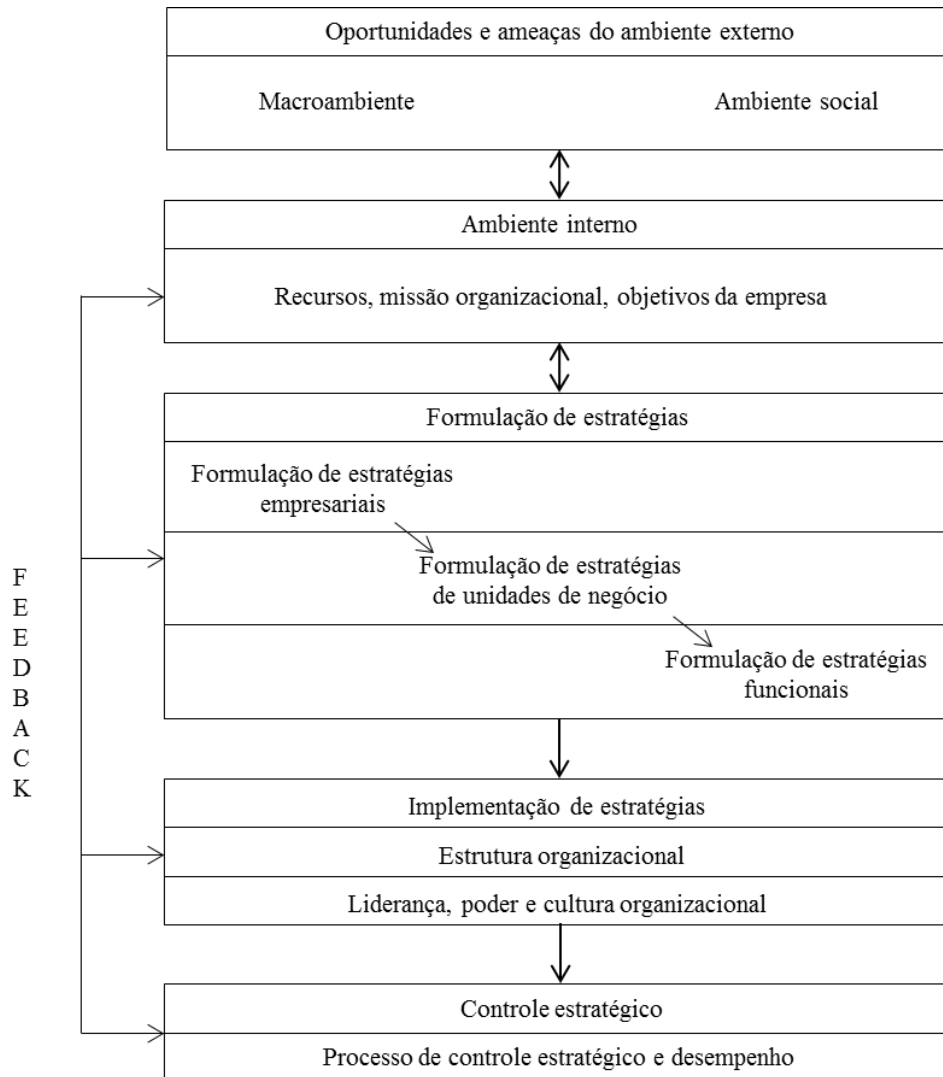 Oportunidades e ameaças do ambiente externo
Macroambiente
Ambiente social
Ambiente interno
Recursos, missão organizacional, objetivos da empresa
Formulação de estratégias
Formulação de estratégias
empresariais
Formulação de estratégias
de unidades de negócio
Formulação de estratégias
funcionais
F
E
E
D
B
A
C
K
Implementação de estratégias
Estrutura organizacional
Liderança, poder e cultura organizacional
Controle estratégico
Processo de controle estratégico e desempenho